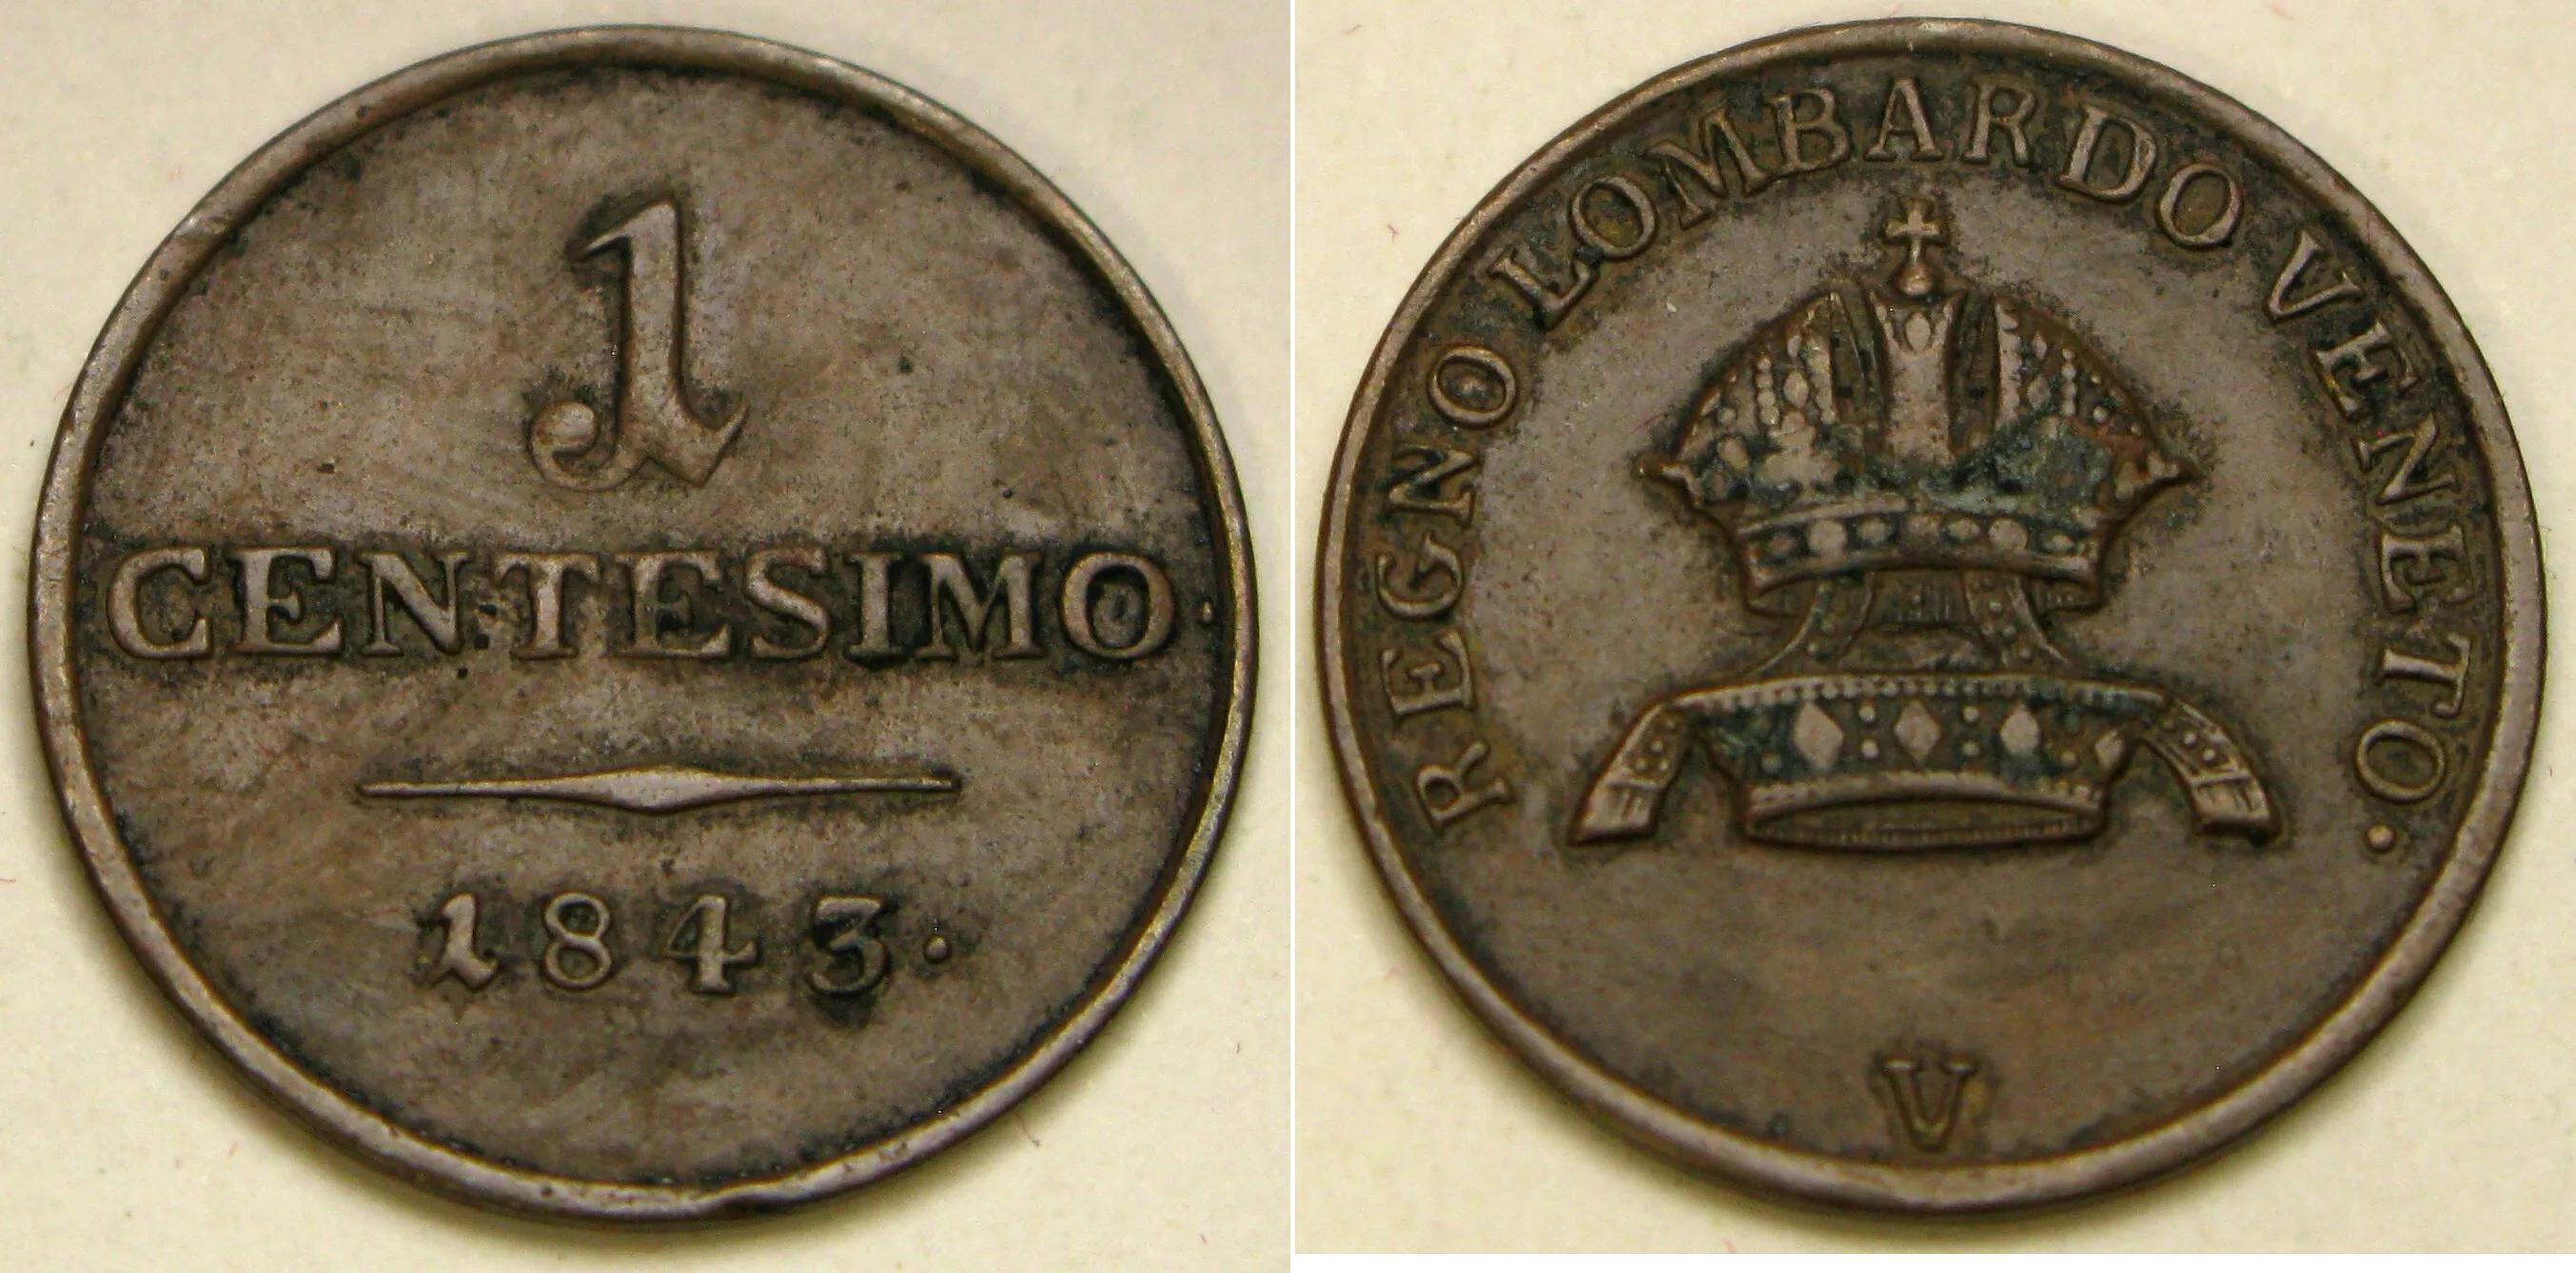 1
CENTESIMO.
1843.
REGNO LOMBARDO VENETO.
V